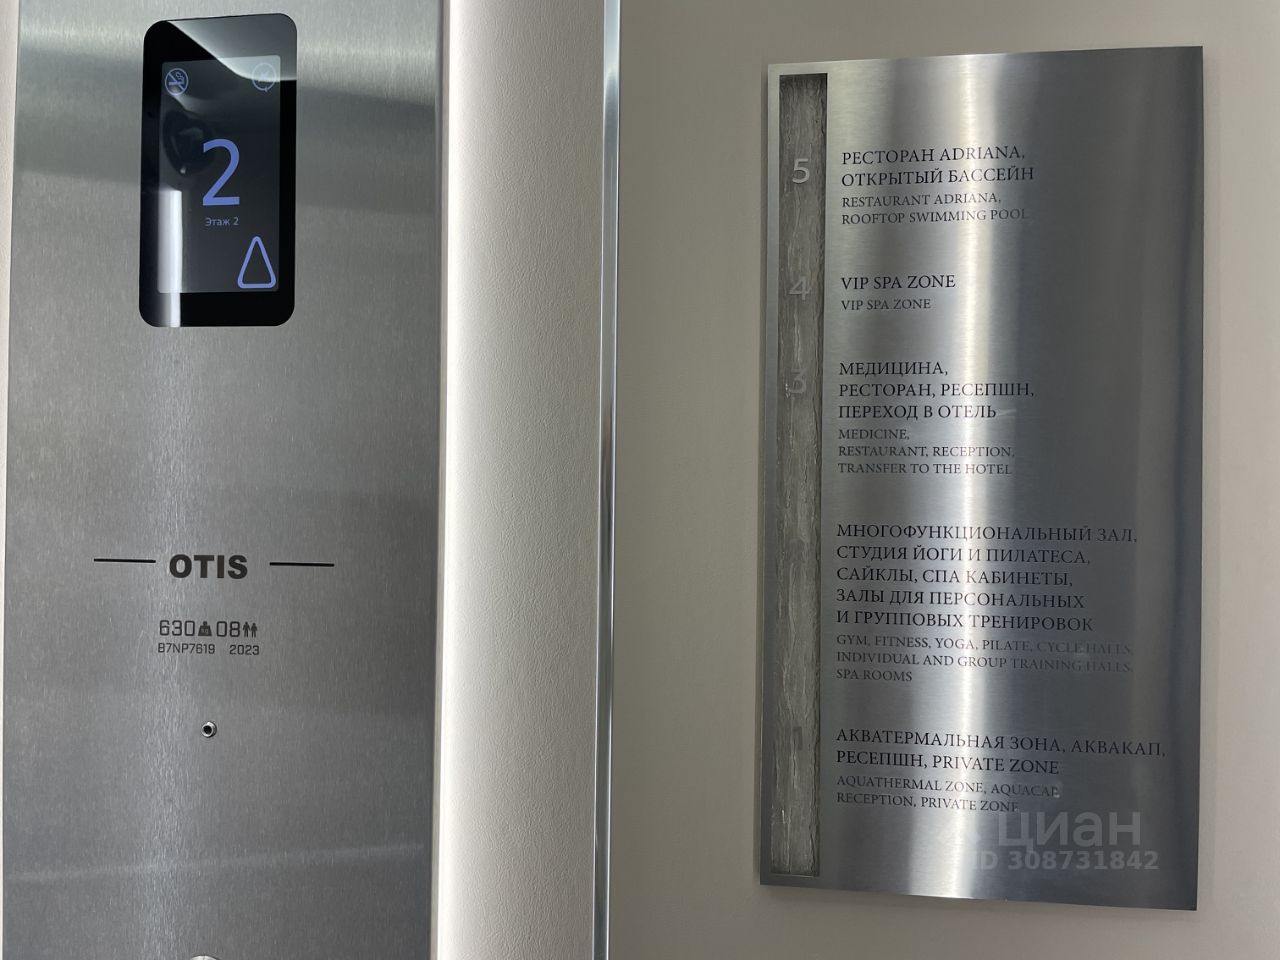 2
Этаж 2
OTIS
630 08
B7NP7619 2023
5
РЕСТОРАН ADRIANA,
ОТКРЫТЫЙ БАССЕЙН
RESTAURANT ADRIANA,
ROOFTOP SWIMMING POOL
4
VIP SPA ZONE
VIP SPA ZONE
3
МЕДИЦИНА,
РЕСТОРАН, РЕСЕПШН,
ПЕРЕХОД В ОТЕЛЬ
MEDICINE,
RESTAURANT, RECEPTION,
TRANSFER TO THE HOTEL
МНОГОФУНКЦИОНАЛЬНЫЙ ЗАЛ,
СТУДИЯ ЙОГИ И ПИЛАТЕСА,
САЙКЛЫ, СПА КАБИНЕТЫ,
ЗАЛЫ ДЛЯ ПЕРСОНАЛЬНЫХ
И ГРУППОВЫХ ТРЕНИРОВОК
GYM, FITNESS, YOGA, PILATE, CYCLE HALLS,
INDIVIDUAL AND GROUP TRAINING HALLS,
SPA ROOMS
1
АКВАТЕРМАЛЬНАЯ ЗОНА, АКВАКАП,
РЕСЕПШН, PRIVATE ZONE
AQUATHERMAL ZONE, AQUACAP
RECEPTION, PRIVATE ZONE
циан
ID 308731842